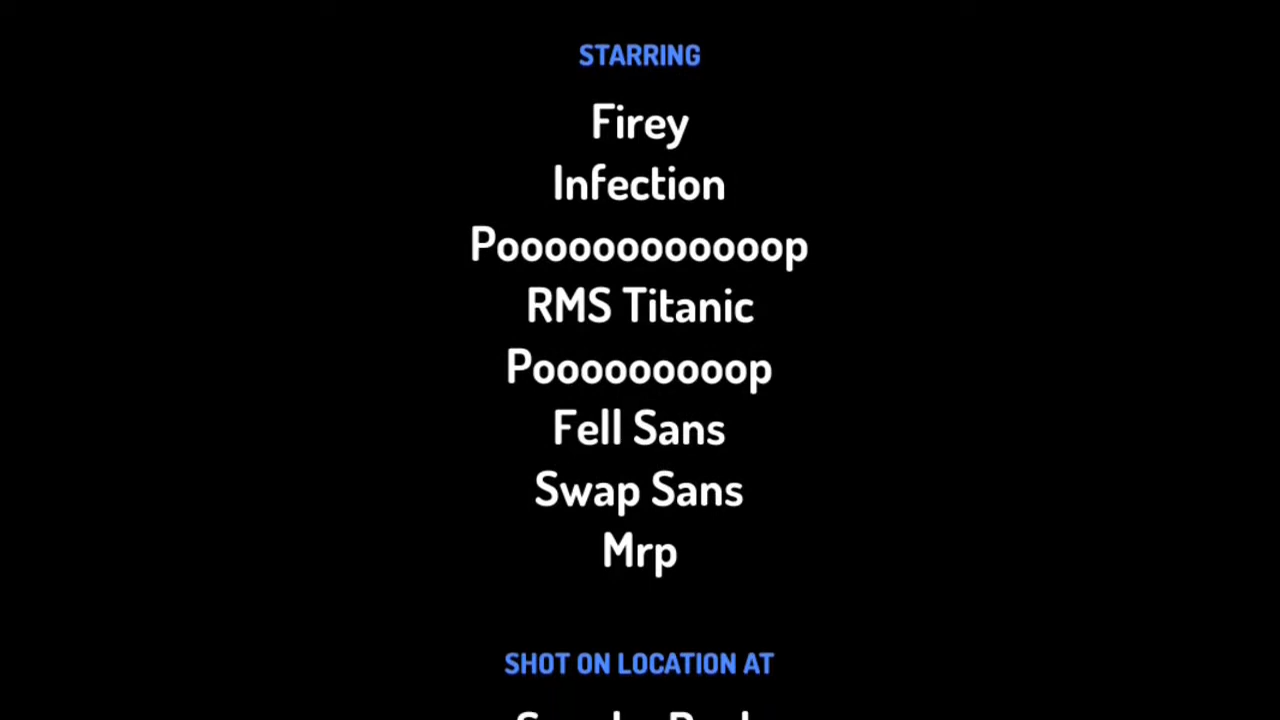 STARRING
Firey
Infection
Poooooooooooop
RMS Titanic
Pooooooooop
Fell Sans
Swap Sans
Mrp
SHOT ON LOCATION AT